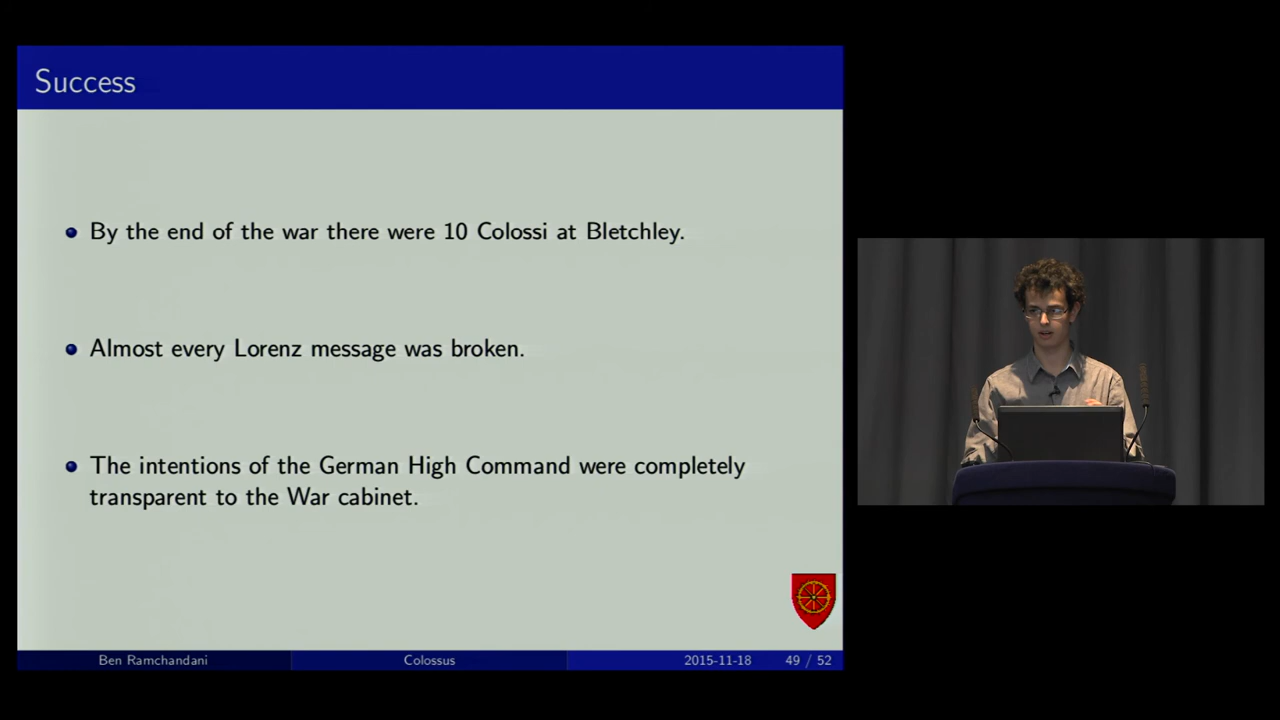 Success
By the end of the war there were 10 Colossi at Bletchley.
Almost every Lorenz message was broken.
The intentions of the German High Command were completely
transparent to the War cabinet.
Ben Ramchandani Colossus 2015-11-18 49 / 52